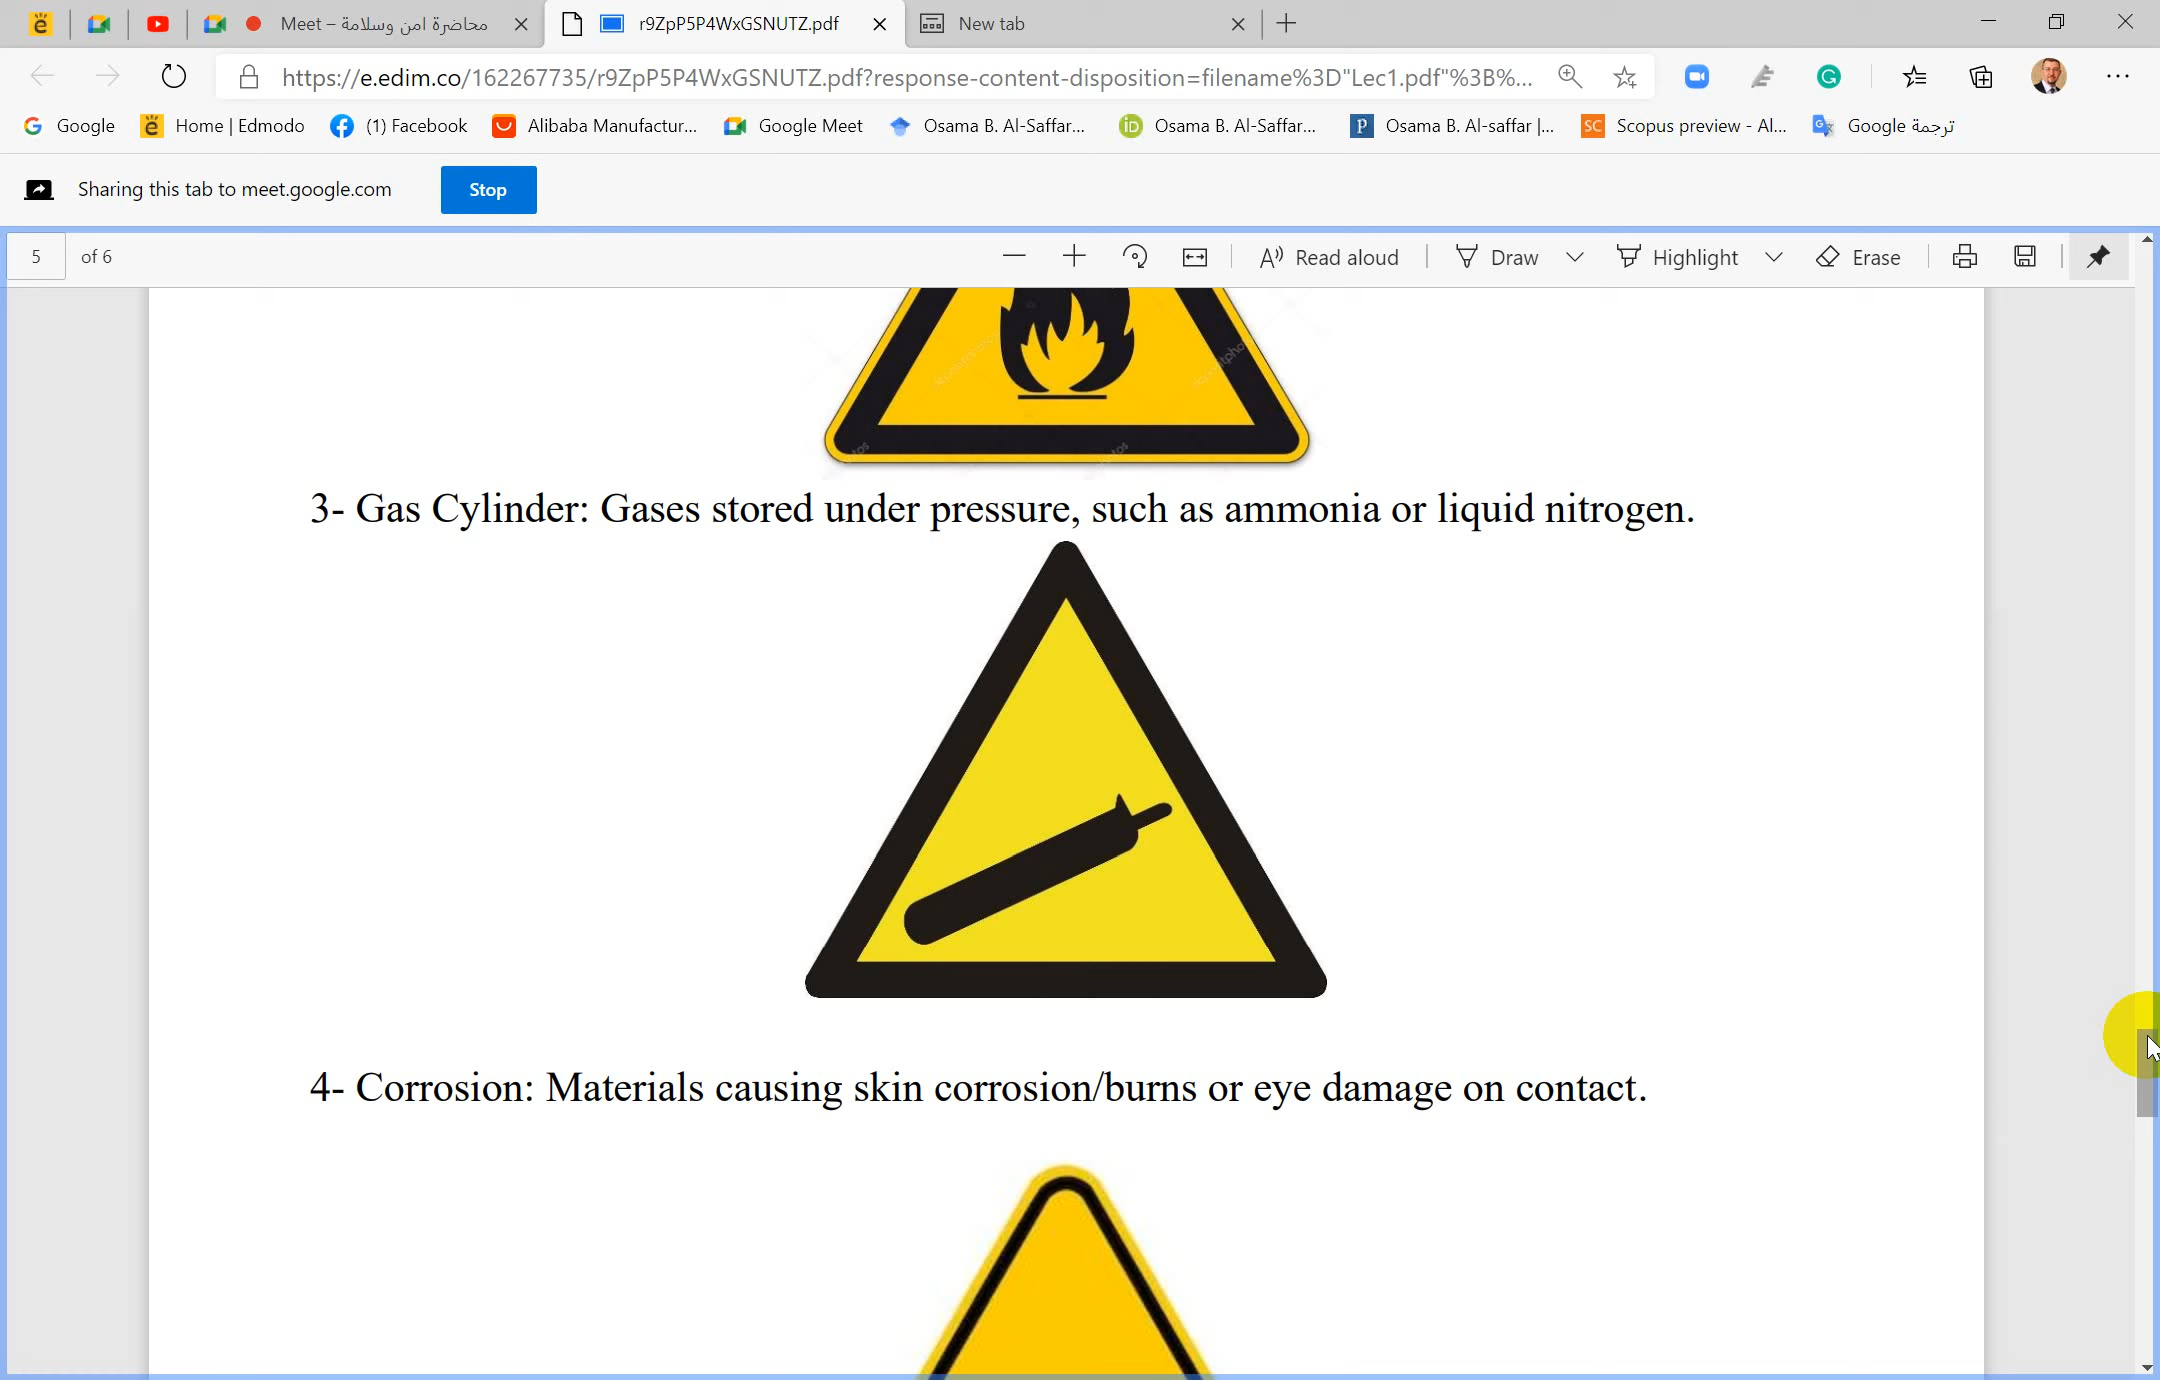 Meet – محاضرة امن وسلامة
r9ZpP5P4WxGSNUTZ.pdf
New tab
https://e.edim.co/162267735/r9ZpP5P4WxGSNUTZ.pdf?response-content-disposition=filename%3D"Lec1.pdf"%3B%...
Google
Home | Edmodo
(1) Facebook
Alibaba Manufactur...
Google Meet
Osama B. Al-Saffar...
Osama B. Al-Saffar...
Osama B. Al-saffar |...
Scopus preview - Al...
ترجمة Google
Sharing this tab to meet.google.com
Stop
5 of 6
Read aloud
Draw
Highlight
Erase
3- Gas Cylinder: Gases stored under pressure, such as ammonia or liquid nitrogen.
4- Corrosion: Materials causing skin corrosion/burns or eye damage on contact.